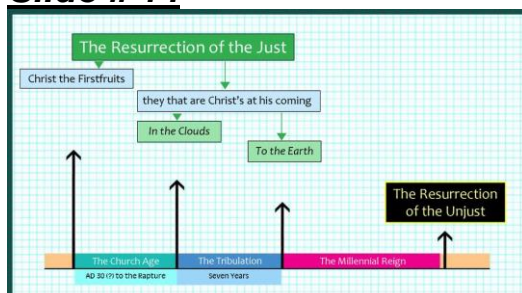 The Resurrection of the Just
Christ the Firstfruits
they that are Christ's at his coming
In the Clouds
To the Earth
The Resurrection
of the Unjust
The Church Age
The Tribulation
The Millennial Reign
AD 30 (?) to the Rapture
Seven Years